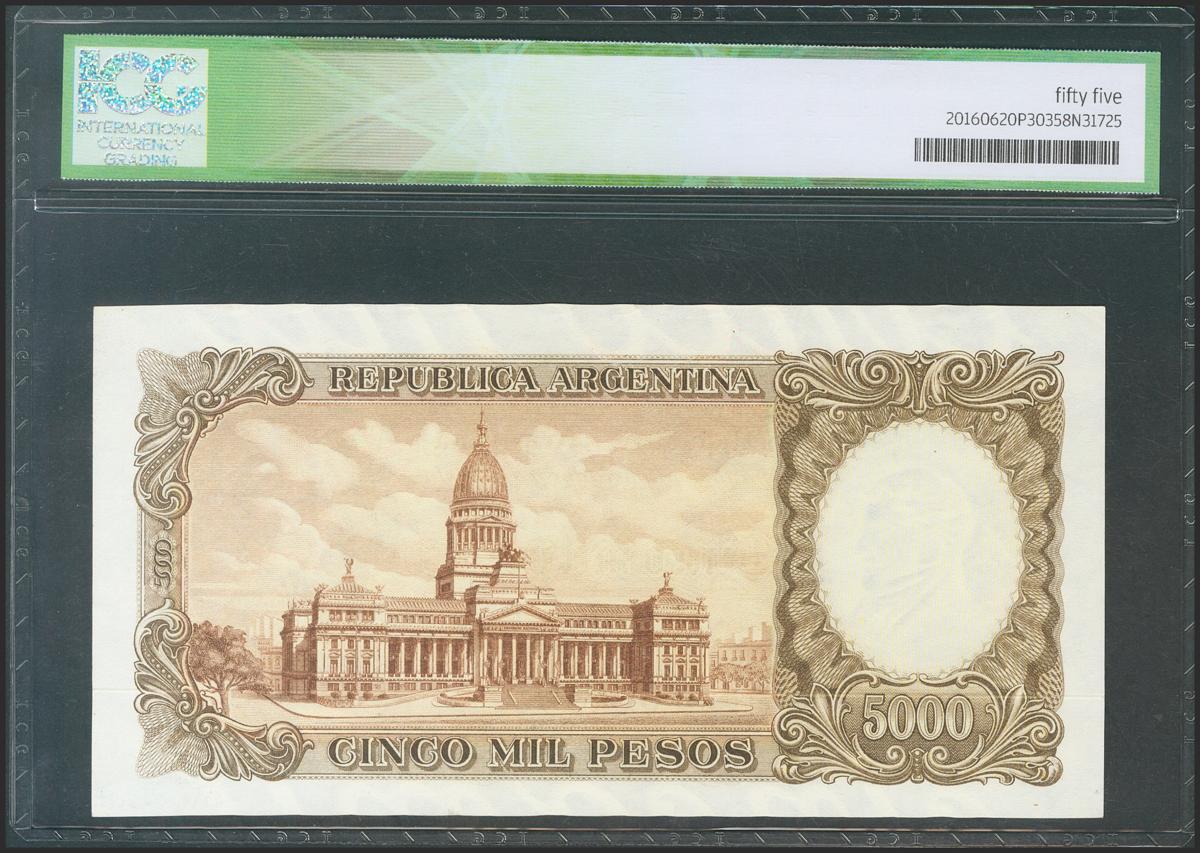 ICG
INTERNATIONAL
CURRENCY
GRADING
fifty five
20160620P30358N31725
REPUBLICA ARGENTINA
5000
5000
CINCO MIL PESOS